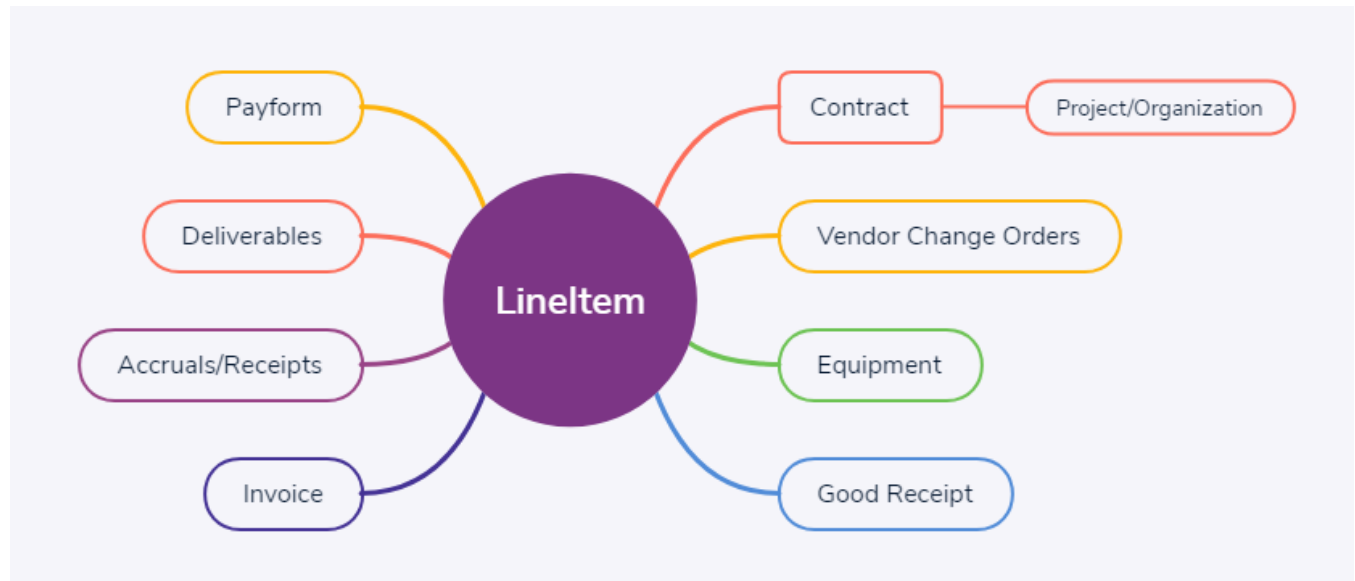 Payform
Contract
Project/Organization
Deliverables
Vendor Change Orders
LineItem
Accruals/Receipts
Equipment
Invoice
Good Receipt